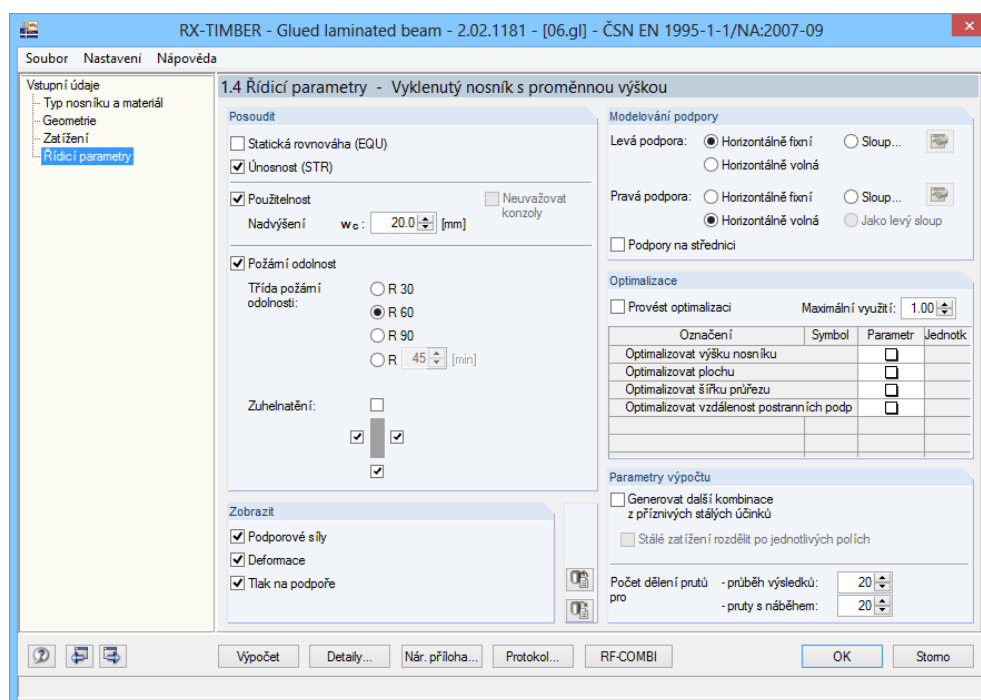 RX-TIMBER - Glued laminated beam - 2.02.1181 - [06.gl] - ČSN EN 1995-1-1/NA:2007-09
Soubor Nastavení Nápověda
Vstupní údaje
Typ nosníku a materiál
Geometrie
Zatížení
Řídicí parametry
1.4 Řídicí parametry - Vyklenutý nosník s proměnnou výškou
Posoudit
Statická rovnováha (EQU)
Únosnost (STR)
Použitelnost
Neuvažovat
konzoly
Nadvýšení wc : 20.0 [mm]
Požární odolnost
Třída požární
odolnosti:
R 30
R 60
R 90
R 45 [min]
Zuhelnatění:
Zobrazit
Podporové síly
Deformace
Tlak na podpoře
Modelování podpory
Levá podpora: Horizontálně fixní Sloup...
Horizontálně volná
Pravá podpora: Horizontálně fixní Sloup...
Horizontálně volná Jako levý sloup
Podpory na střednici
Optimalizace
Provést optimalizaci Maximální využití: 1.00
Označení Symbol Parametr Jednotk
Optimalizovat výšku nosníku
Optimalizovat plochu
Optimalizovat šířku průřezu
Optimalizovat vzdálenost postranních podp
Parametry výpočtu
Generovat další kombinace
z příznivých stálých účinků
Stálé zatížení rozdělit po jednotlivých polích
Počet dělení prutů - průběh výsledků: 20
pro
- pruty s náběhem: 20
Výpočet Detaily... Nár. příloha... Protokol... RF-COMBI OK Storno